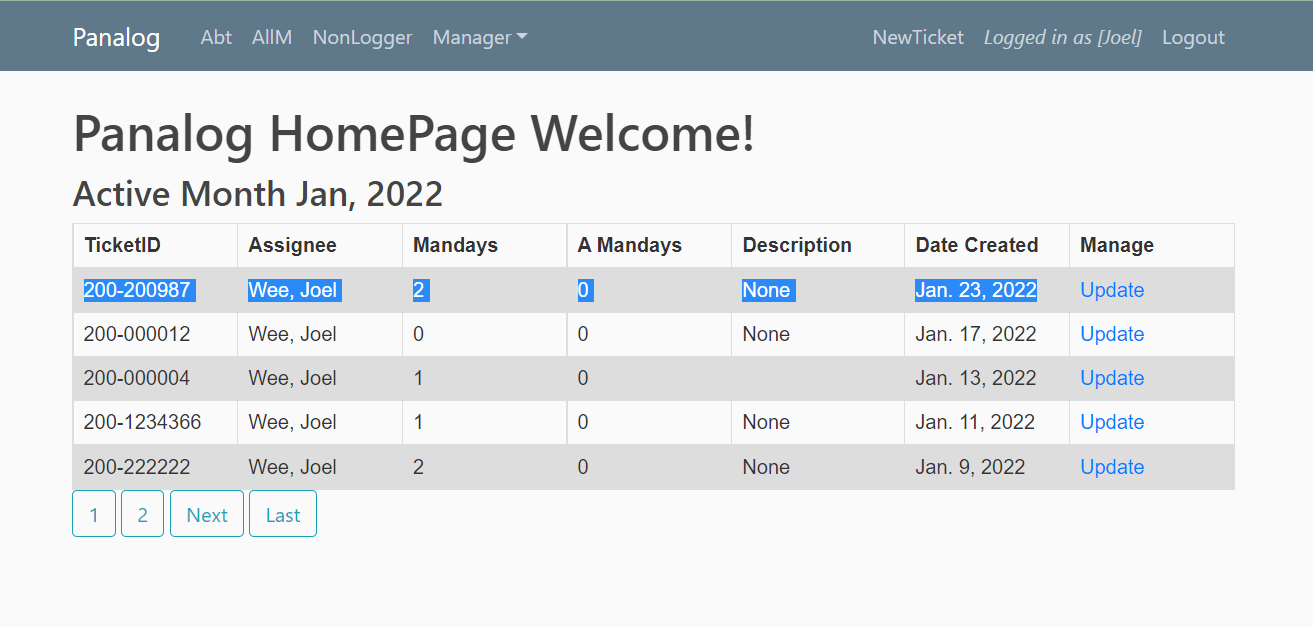 Panalog Abt AllM NonLogger Manager NewTicket Logged in as [Joel] Logout
Panalog HomePage Welcome!
Active Month Jan, 2022
TicketID Assignee Mandays A Mandays Description Date Created Manage
200-200987 Wee, Joel 2 0 None Jan. 23, 2022 Update
200-000012 Wee, Joel 0 0 None Jan. 17, 2022 Update
200-000004 Wee, Joel 1 0 Jan. 13, 2022 Update
200-1234366 Wee, Joel 1 0 None Jan. 11, 2022 Update
200-222222 Wee, Joel 2 0 None Jan. 9, 2022 Update
1 2 Next Last